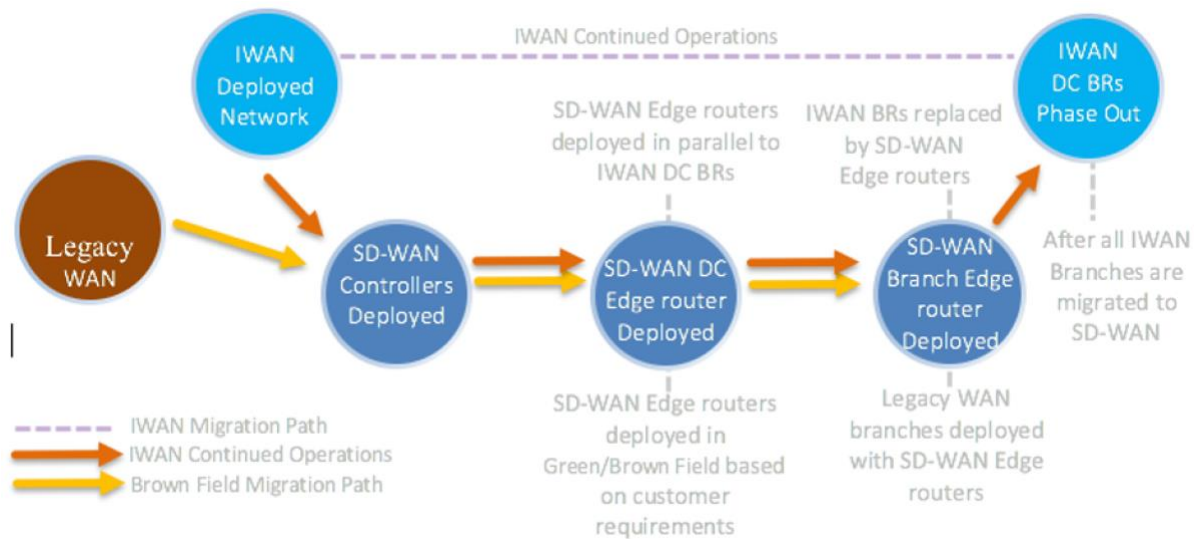 IWAN Continued Operations
IWAN
Deployed
Network
IWAN
DC BRs
Phase Out
SD-WAN Edge routers
deployed in parallel to
IWAN DC BRs
IWAN BRs replaced
by SD-WAN
Edge routers
Legacy
WAN
SD-WAN
Controllers
Deployed
SD-WAN DC
Edge router
Deployed
SD-WAN
Branch Edge
router
Deployed
After all IWAN
Branches are
migrated to
SD-WAN
SD-WAN Edge routers
deployed in
Green/Brown Field based
on customer
requirements
Legacy WAN
branches deployed
with SD-WAN Edge
routers
IWAN Migration Path
IWAN Continued Operations
Brown Field Migration Path